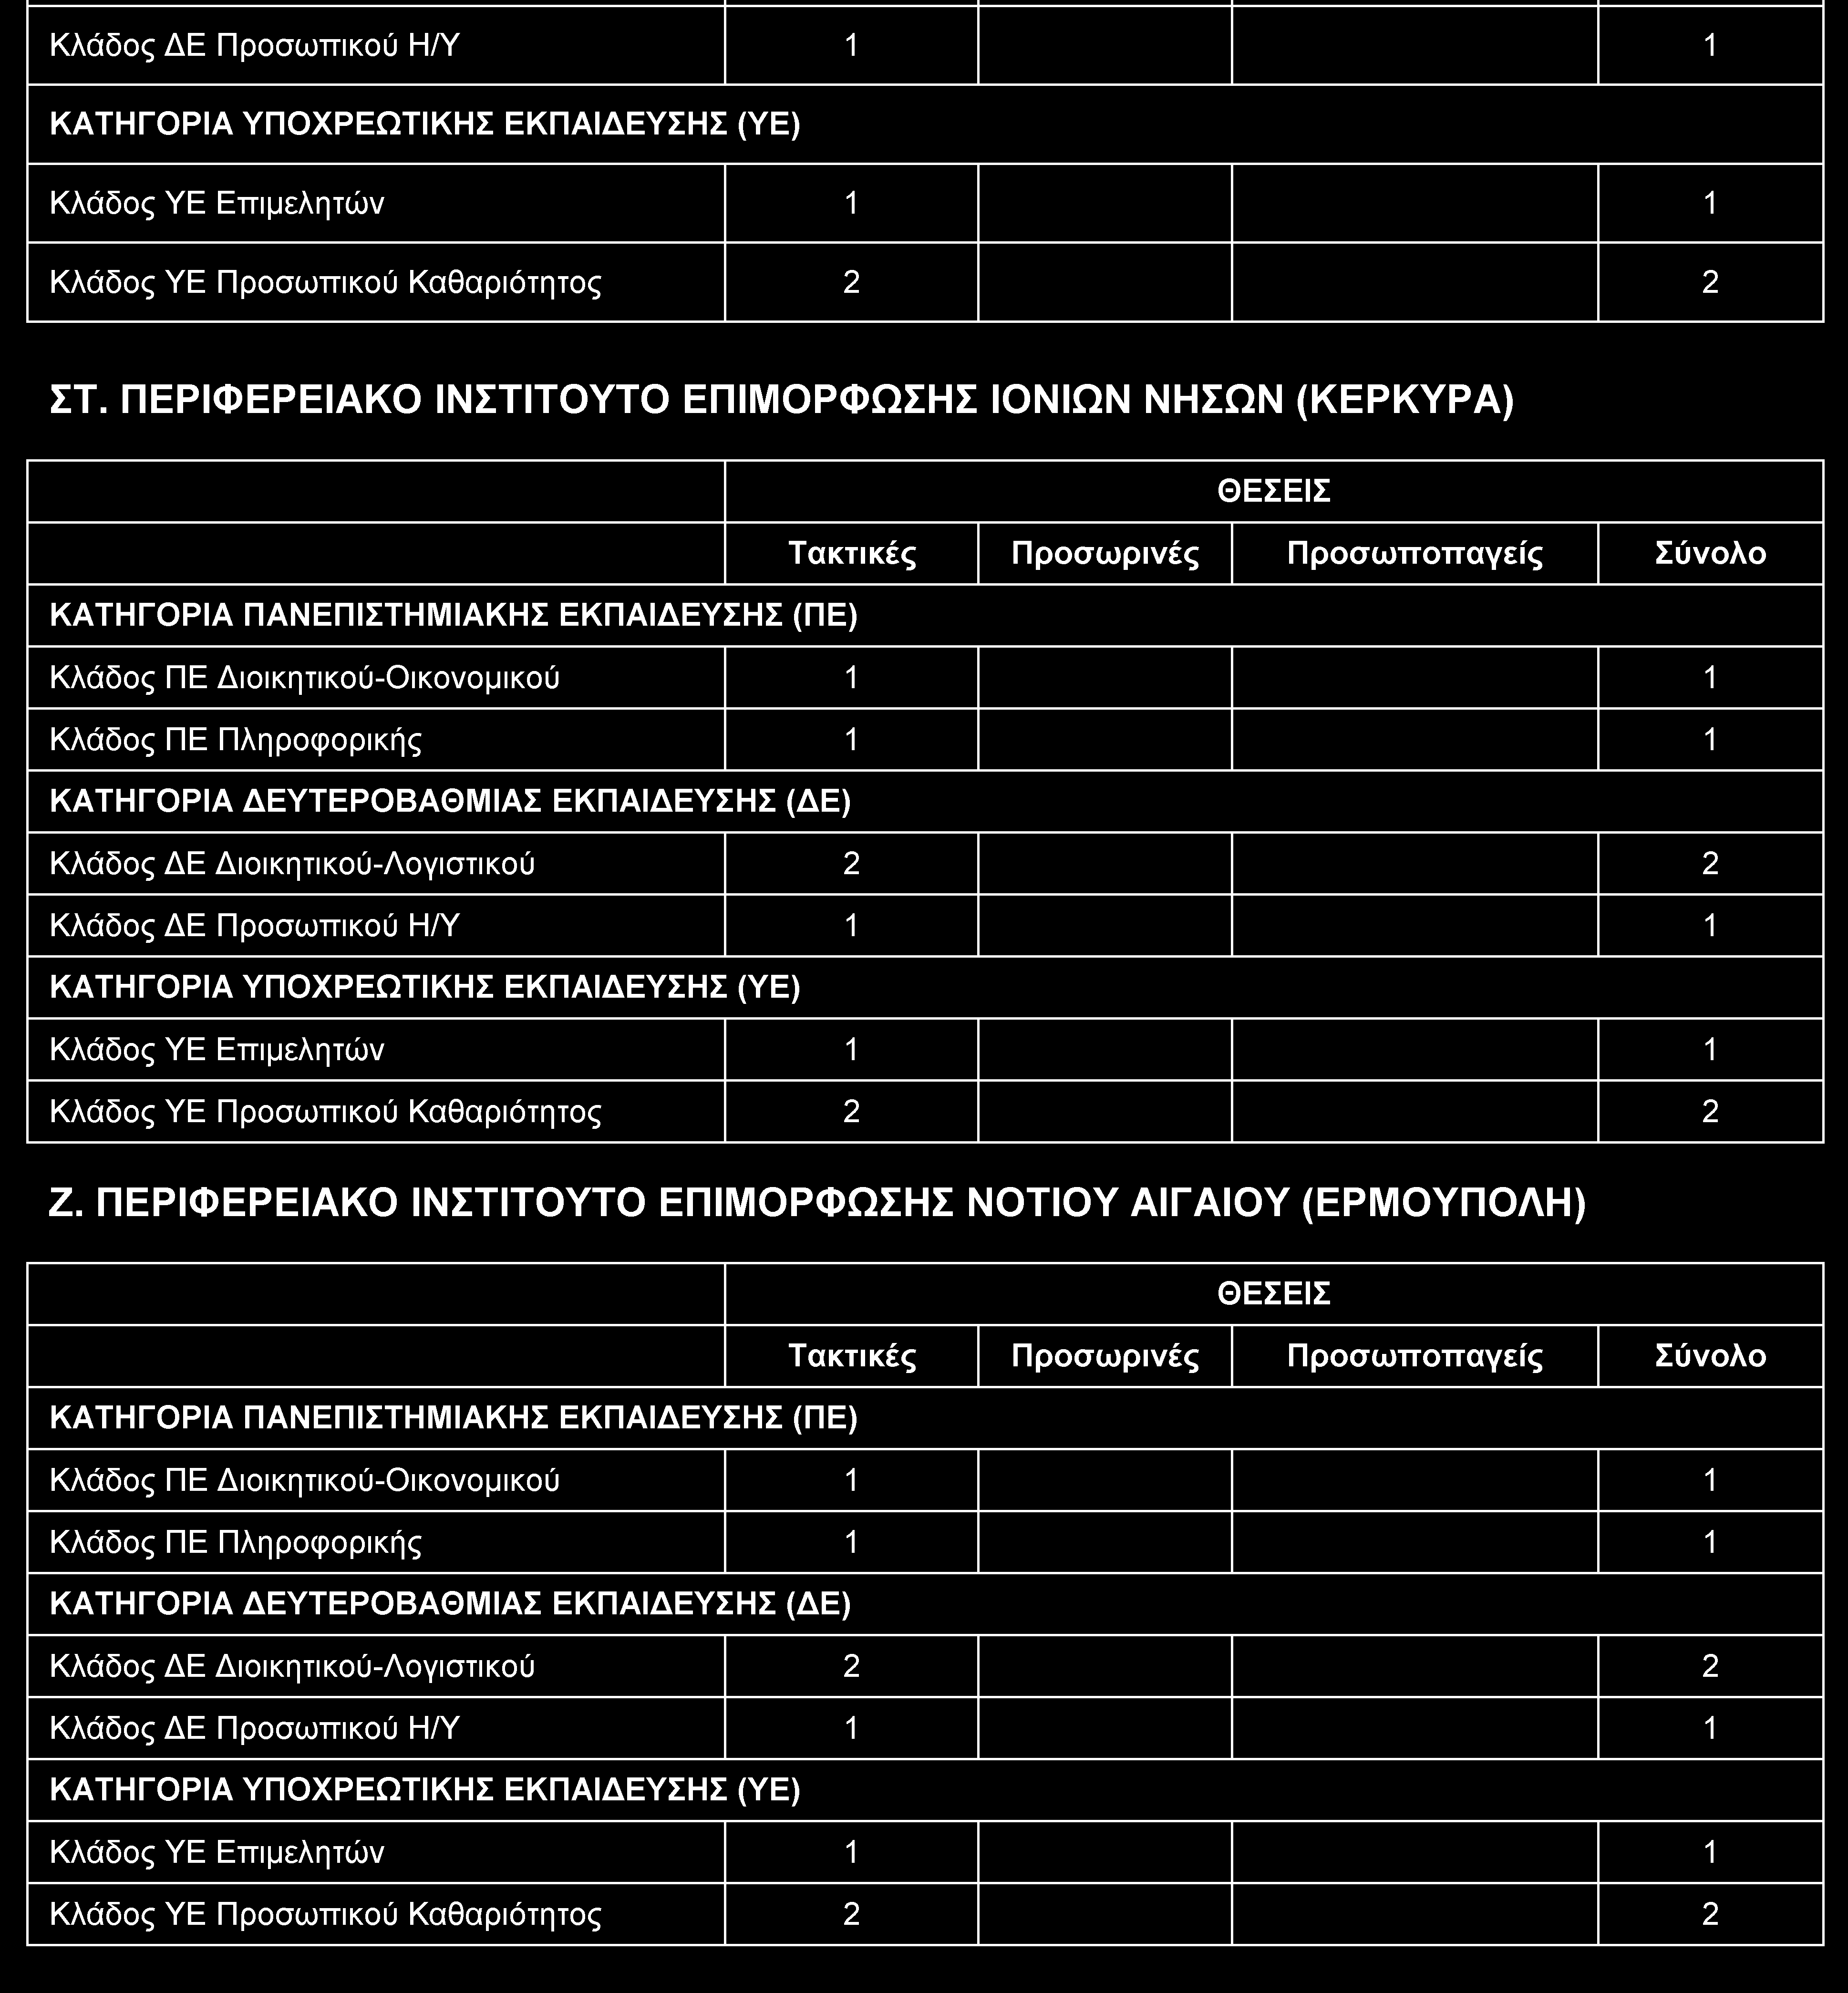 Κλάδος ΔΕ Προσωπικού Η/Υ 1 1
ΚΑΤΗΓΟΡΙΑ ΥΠΟΧΡΕΩΤΙΚΗΣ ΕΚΠΑΙΔΕΥΣΗΣ (ΥΕ)
Κλάδος ΥΕ Επιμελητών 1 1
Κλάδος ΥΕ Προσωπικού Καθαριότητος 2 2
ΣΤ. ΠΕΡΙΦΕΡΕΙΑΚΟ ΙΝΣΤΙΤΟΥΤΟ ΕΠΙΜΟΡΦΩΣΗΣ ΙΟΝΙΩΝ ΝΗΣΩΝ (ΚΕΡΚΥΡΑ)
ΘΕΣΕΙΣ
Τακτικές Προσωρινές Προσωποπαγείς Σύνολο
ΚΑΤΗΓΟΡΙΑ ΠΑΝΕΠΙΣΤΗΜΙΑΚΗΣ ΕΚΠΑΙΔΕΥΣΗΣ (ΠΕ)
Κλάδος ΠΕ Διοικητικού-Οικονομικού 1 1
Κλάδος ΠΕ Πληροφορικής 1 1
ΚΑΤΗΓΟΡΙΑ ΔΕΥΤΕΡΟΒΑΘΜΙΑΣ ΕΚΠΑΙΔΕΥΣΗΣ (ΔΕ)
Κλάδος ΔΕ Διοικητικού-Λογιστικού 2 2
Κλάδος ΔΕ Προσωπικού Η/Υ 1 1
ΚΑΤΗΓΟΡΙΑ ΥΠΟΧΡΕΩΤΙΚΗΣ ΕΚΠΑΙΔΕΥΣΗΣ (ΥΕ)
Κλάδος ΥΕ Επιμελητών 1 1
Κλάδος ΥΕ Προσωπικού Καθαριότητος 2 2
Ζ. ΠΕΡΙΦΕΡΕΙΑΚΟ ΙΝΣΤΙΤΟΥΤΟ ΕΠΙΜΟΡΦΩΣΗΣ ΝΟΤΙΟΥ ΑΙΓΑΙΟΥ (ΕΡΜΟΥΠΟΛΗ)
ΘΕΣΕΙΣ
Τακτικές Προσωρινές Προσωποπαγείς Σύνολο
ΚΑΤΗΓΟΡΙΑ ΠΑΝΕΠΙΣΤΗΜΙΑΚΗΣ ΕΚΠΑΙΔΕΥΣΗΣ (ΠΕ)
Κλάδος ΠΕ Διοικητικού-Οικονομικού 1 1
Κλάδος ΠΕ Πληροφορικής 1 1
ΚΑΤΗΓΟΡΙΑ ΔΕΥΤΕΡΟΒΑΘΜΙΑΣ ΕΚΠΑΙΔΕΥΣΗΣ (ΔΕ)
Κλάδος ΔΕ Διοικητικού-Λογιστικού 2 2
Κλάδος ΔΕ Προσωπικού Η/Υ 1 1
ΚΑΤΗΓΟΡΙΑ ΥΠΟΧΡΕΩΤΙΚΗΣ ΕΚΠΑΙΔΕΥΣΗΣ (ΥΕ)
Κλάδος ΥΕ Επιμελητών 1 1
Κλάδος ΥΕ Προσωπικού Καθαριότητος 2 2